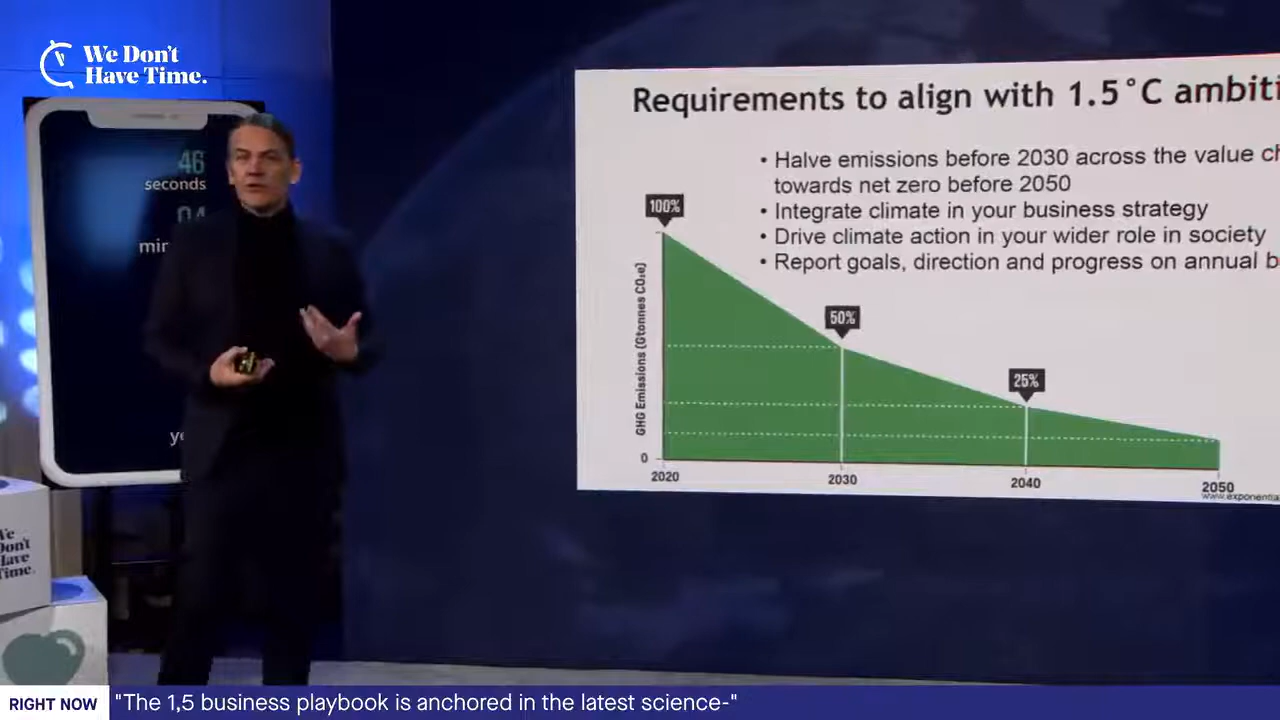 We Don't
Have Time.
46
seconds
04
We
Don't
Have
Time.
Requirements to align with 1.5°C
• Halve emissions before 2030 across the value
towards net zero before 2050
• Integrate climate in your business strategy
• Drive climate action in your wider role in society
• Report goals, direction and progress on annual
100%
50%
25%
GHG Emissions (Gtonnes CO₂e)
0
2020
2030
2040
2050
RIGHT NOW
"The 1,5 business playbook is anchored in the latest science-"